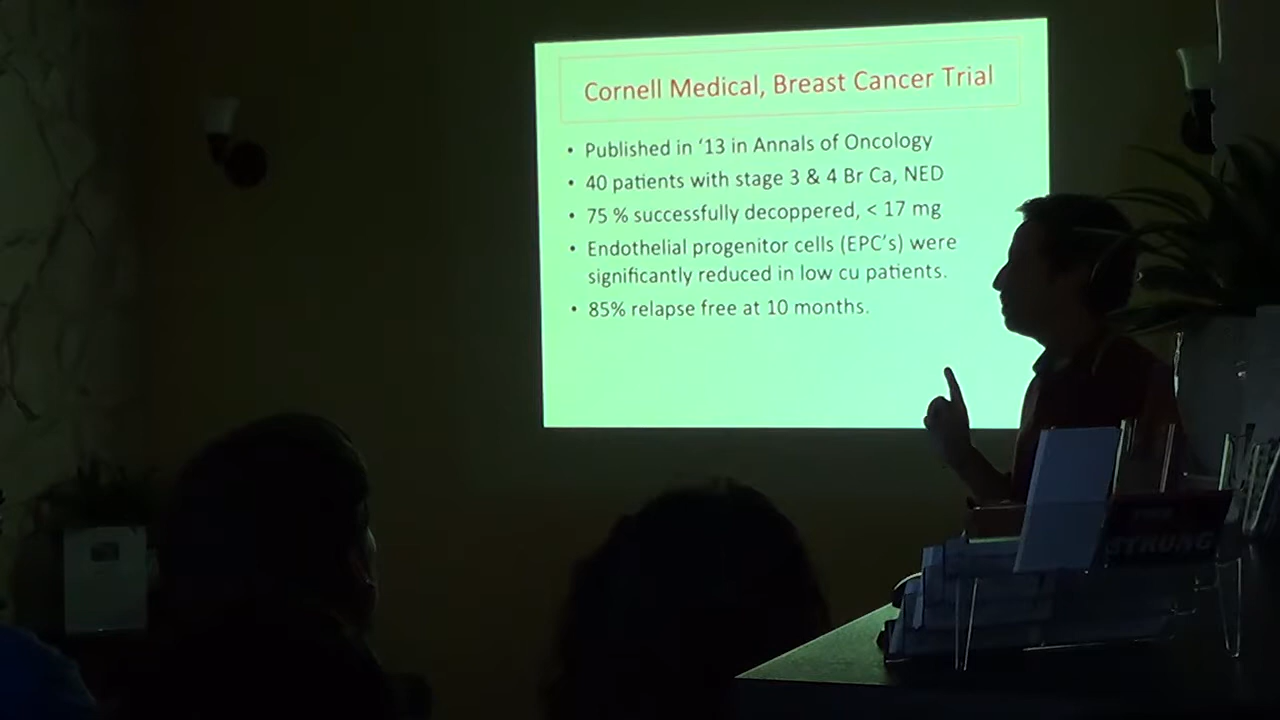 Cornell Medical, Breast Cancer Trial
• Published in ‘13 in Annals of Oncology
• 40 patients with stage 3 & 4 Br Ca, NED
• 75 % successfully decoppered, < 17 mg
• Endothelial progenitor cells (EPC’s) were
significantly reduced in low cu patients.
• 85% relapse free at 10 months.
STRONG